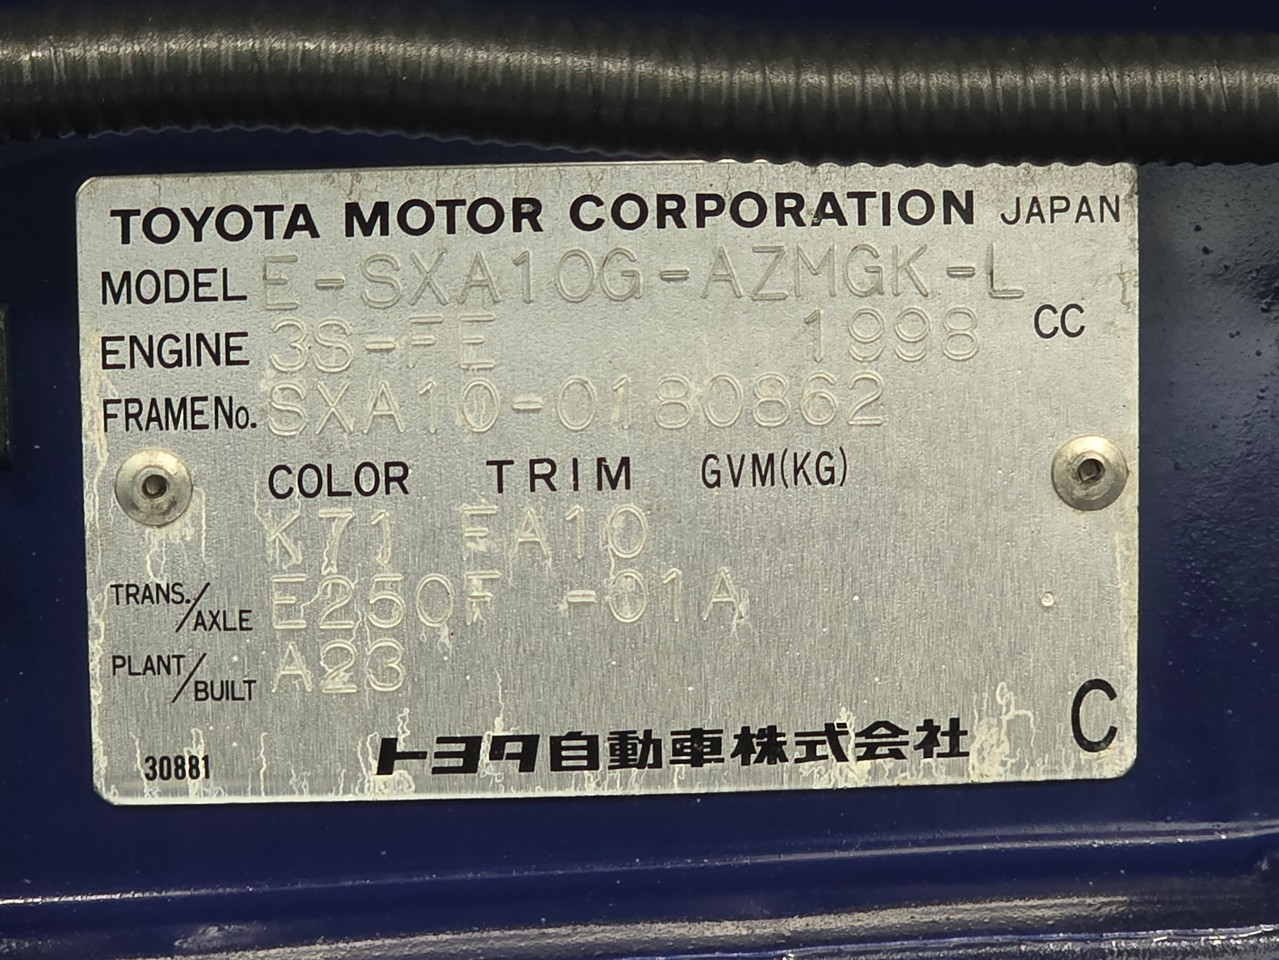 TOYOTA MOTOR CORPORATION JAPAN
MODEL E-SXA10G-AZMGK-L
ENGINE 3S-FE 1998 CC
FRAME No. SXA10-0180862
COLOR TRIM GVM(KG)
K71 FA10
TRANS./AXLE E250F -01A
PLANT/BUILT A23
トヨタ自動車株式会社
C
30881